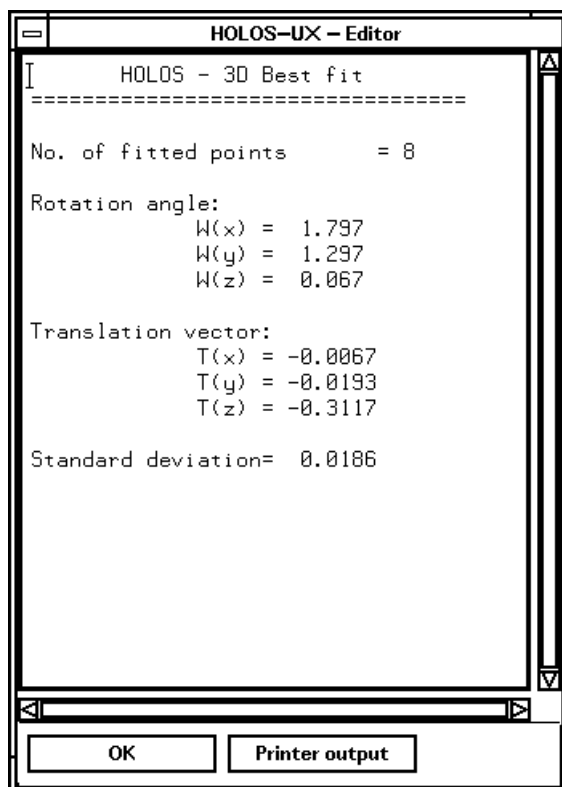 HOLOS-UX - Editor
HOLOS - 3D Best fit
==================================
No. of fitted points = 8
Rotation angle:
W(x) = 1.797
W(y) = 1.297
W(z) = 0.067
Translation vector:
T(x) = -0.0067
T(y) = -0.0193
T(z) = -0.3117
Standard deviation= 0.0186
OK Printer output